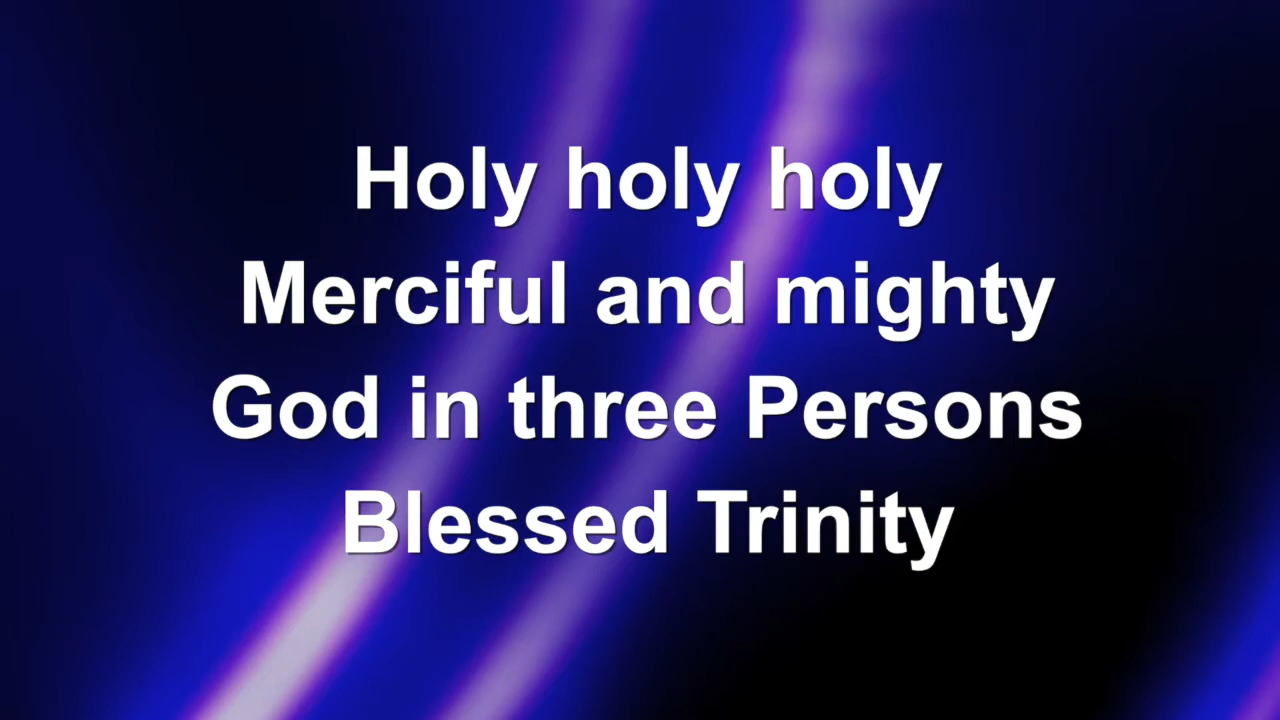 Holy holy holy
Merciful and mighty
God in three Persons
Blessed Trinity